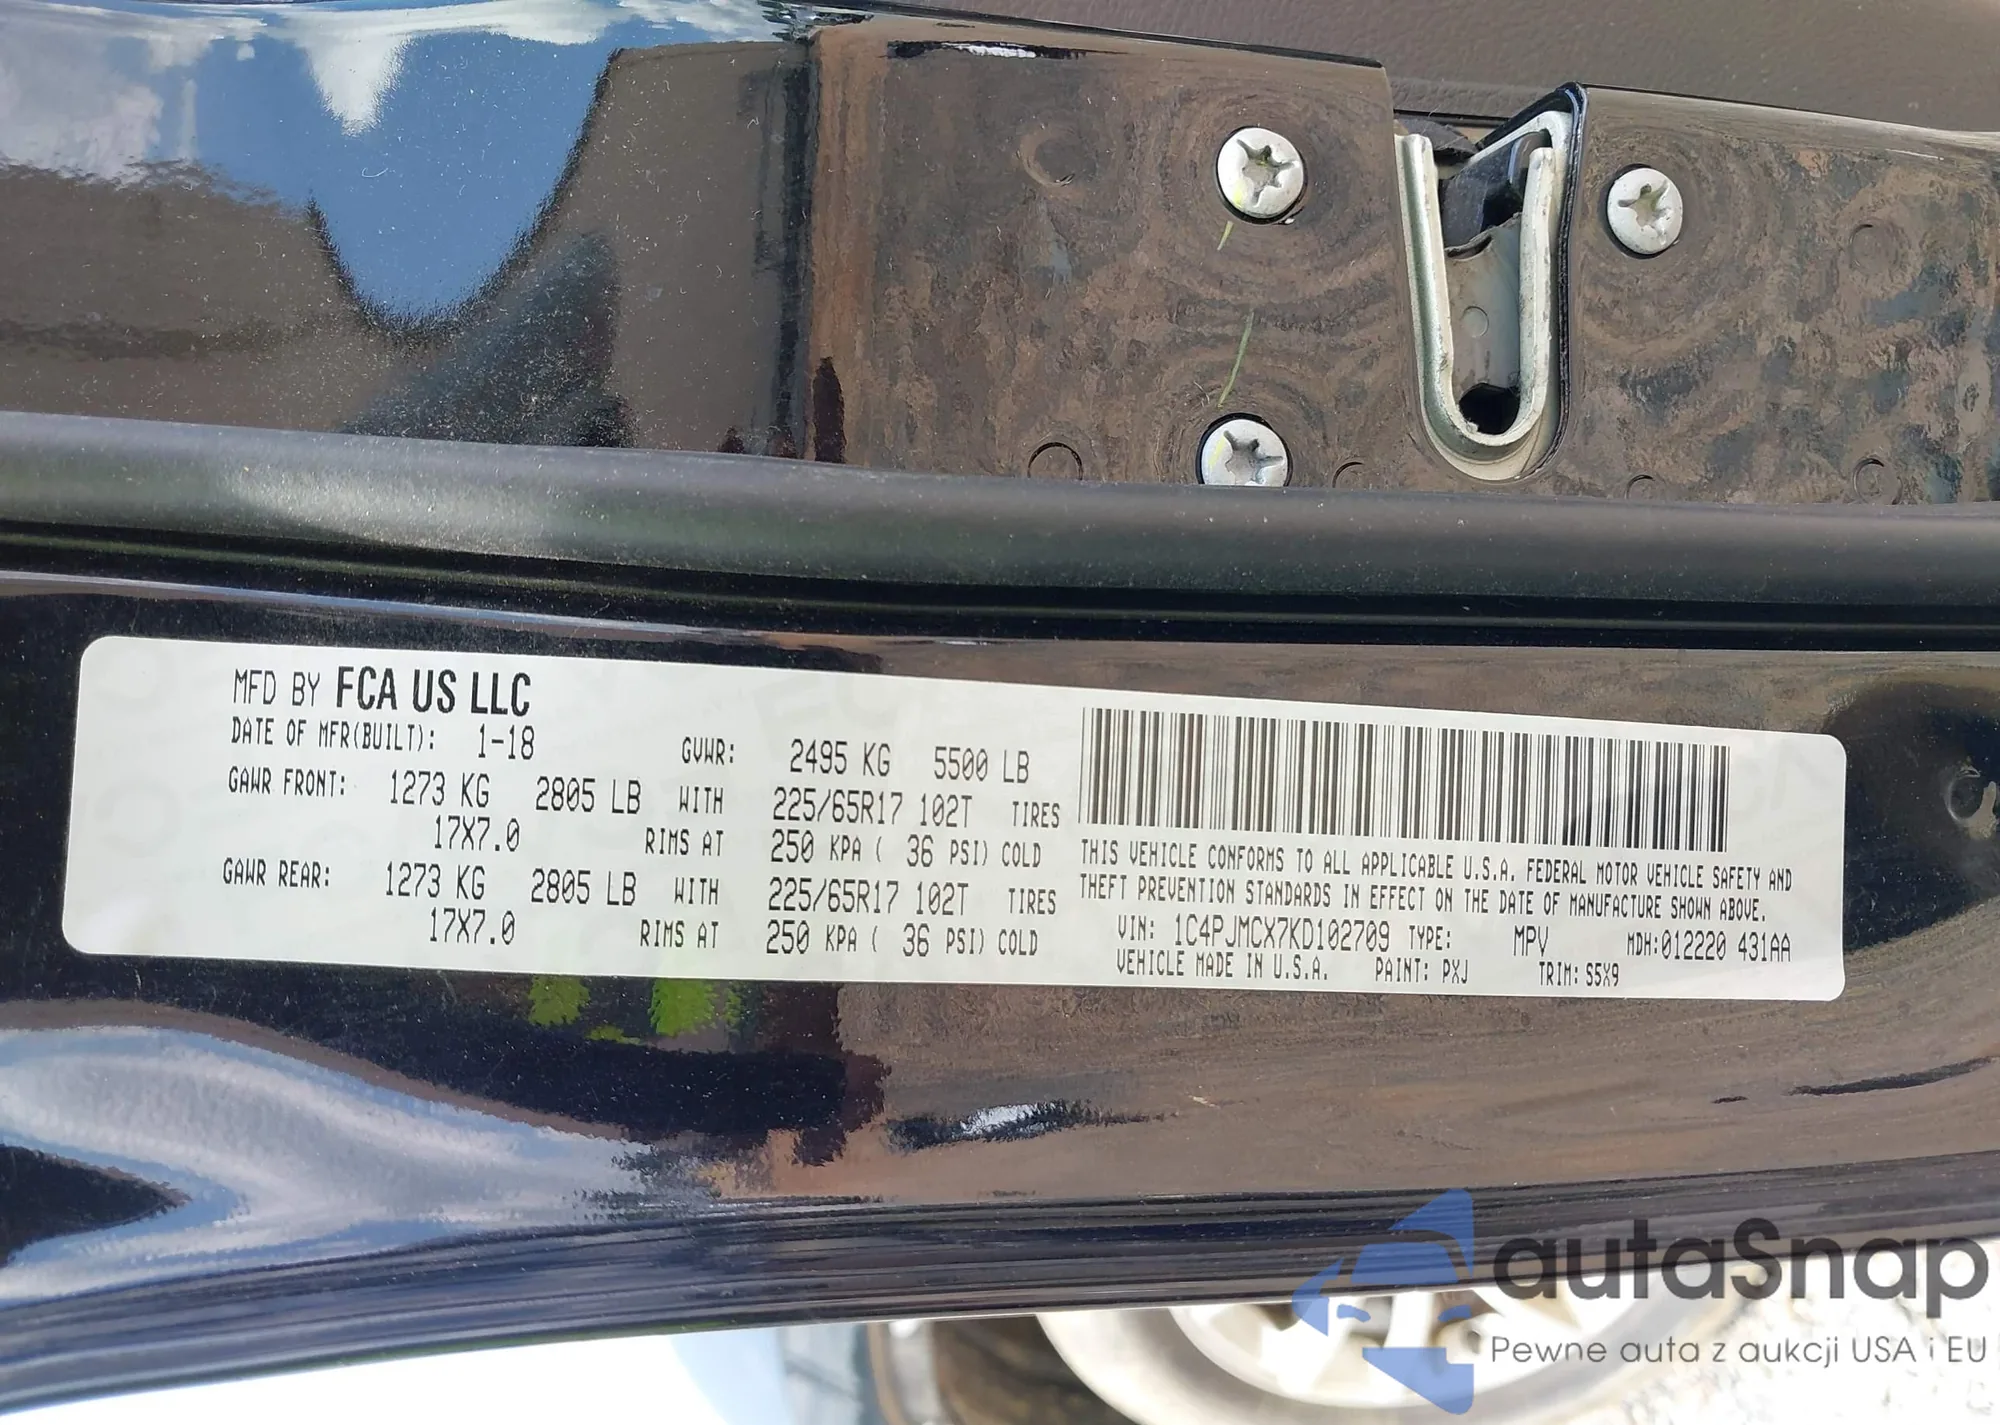 MFD BY FCA US LLC
DATE OF MFR(BUILT): 1-18 GVWR: 2495 KG 5500 LB
GAWR FRONT: 1273 KG 2805 LB WITH 225/65R17 102T TIRES
17X7.0 RIMS AT 250 KPA ( 36 PSI) COLD
GAWR REAR: 1273 KG 2805 LB WITH 225/65R17 102T TIRES
17X7.0 RIMS AT 250 KPA ( 36 PSI) COLD
THIS VEHICLE CONFORMS TO ALL APPLICABLE U.S.A. FEDERAL MOTOR VEHICLE SAFETY AND
THEFT PREVENTION STANDARDS IN EFFECT ON THE DATE OF MANUFACTURE SHOWN ABOVE.
VIN: 1C4PJMCX7KD102709 TYPE: MPV MDH:012220 431AA
VEHICLE MADE IN U.S.A. PAINT: PXJ TRIM: S5X9
autaSnap
Pewne auta z aukcji USA i EU